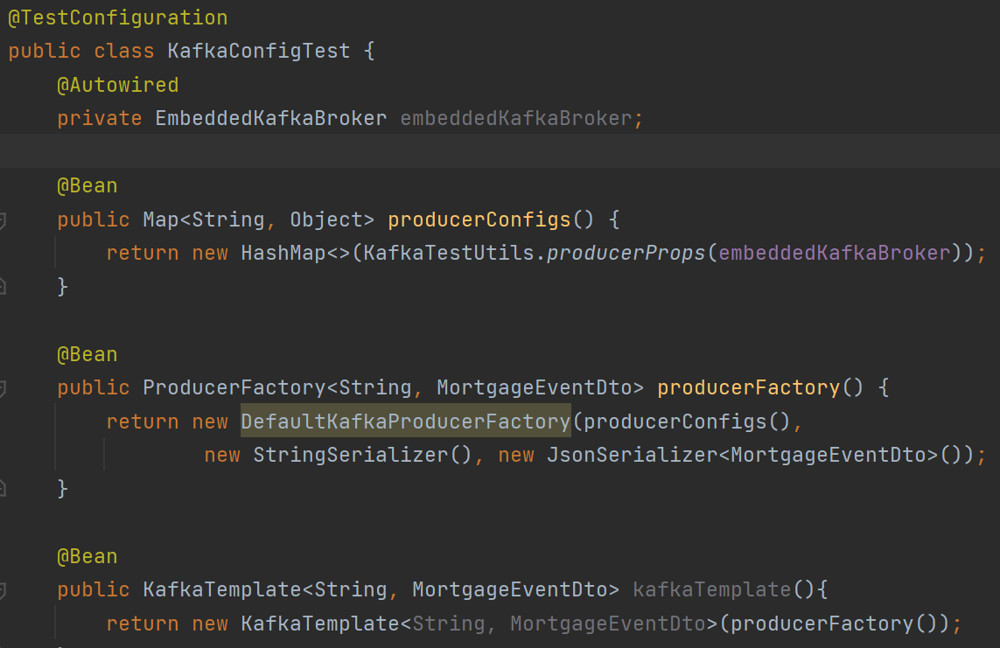 @TestConfiguration
public class KafkaConfigTest {
@Autowired
private EmbeddedKafkaBroker embeddedKafkaBroker;
@Bean
public Map<String, Object> producerConfigs() {
return new HashMap<>(KafkaTestUtils.producerProps(embeddedKafkaBroker));
}
@Bean
public ProducerFactory<String, MortgageEventDto> producerFactory() {
return new DefaultKafkaProducerFactory(producerConfigs(),
new StringSerializer(), new JsonSerializer<MortgageEventDto>());
}
@Bean
public KafkaTemplate<String, MortgageEventDto> kafkaTemplate(){
return new KafkaTemplate<String, MortgageEventDto>(producerFactory());